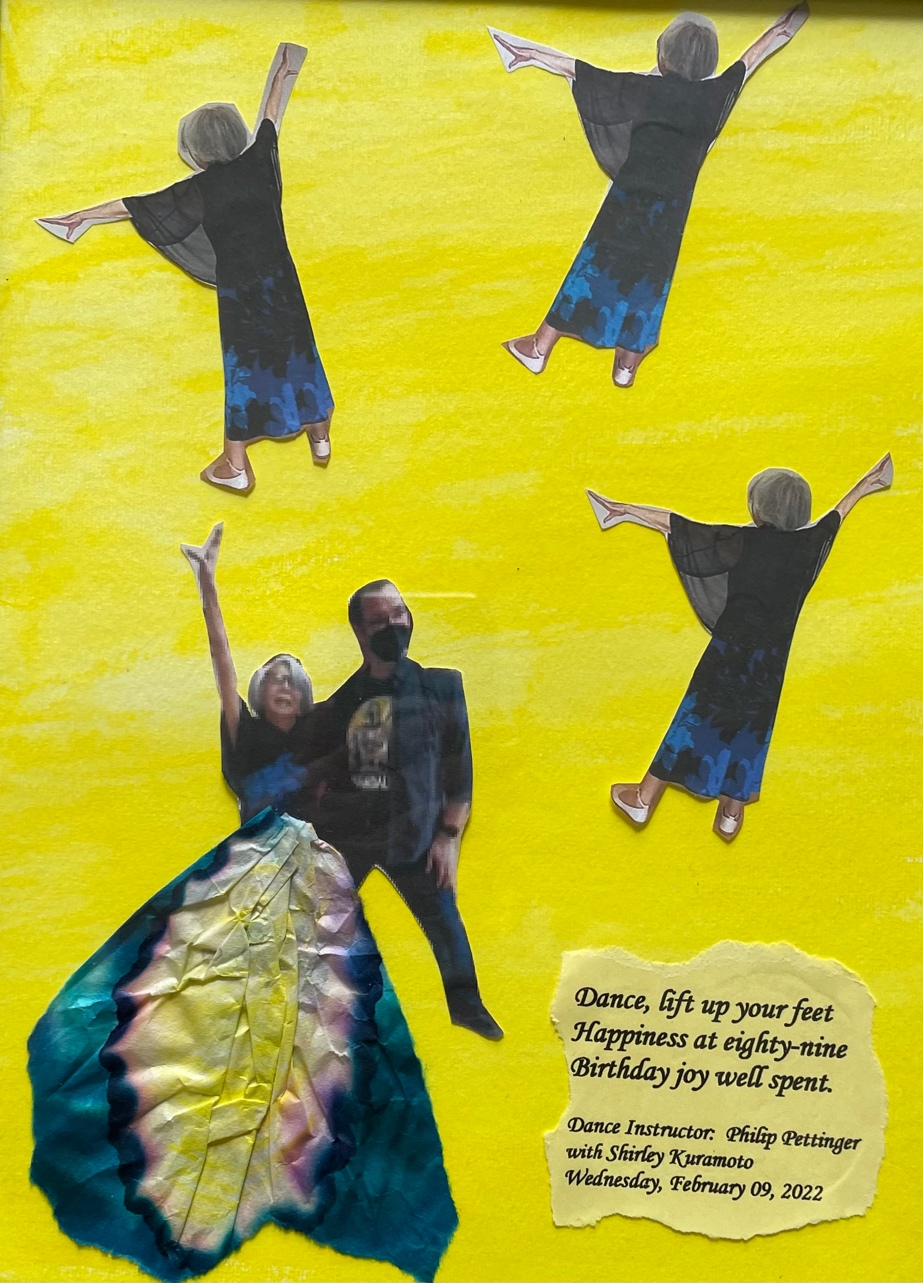 Dance, lift up your feet
Happiness at eighty-nine
Birthday joy well spent.
Dance Instructor: Philip Pettinger
with Shirley Kuramoto
Wednesday, February 09, 2022